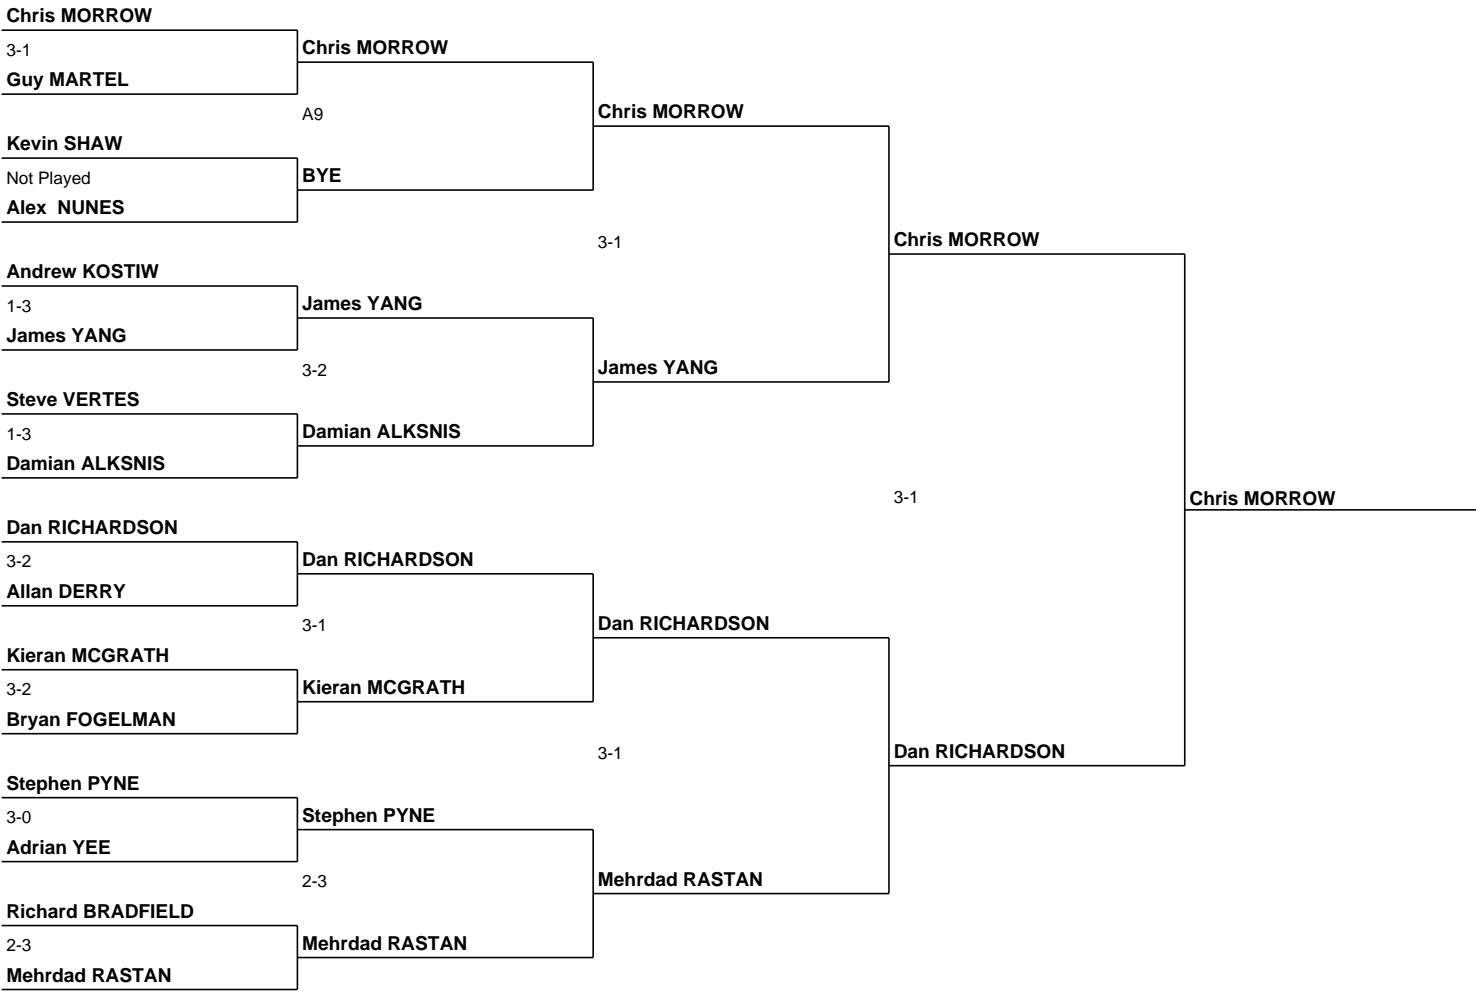 Chris MORROW
3-1
Guy MARTEL
Kevin SHAW
Not Played
Alex  NUNES
Andrew KOSTIW
1-3
James YANG
Steve VERTES
1-3
Damian ALKSNIS
Dan RICHARDSON
3-2
Allan DERRY
Kieran MCGRATH
3-2
Bryan FOGELMAN
Stephen PYNE
3-0
Adrian YEE
Richard BRADFIELD
2-3
Mehrdad RASTAN
Chris MORROW
A9
BYE
James YANG
3-2
Damian ALKSNIS
Dan RICHARDSON
3-1
Kieran MCGRATH
Stephen PYNE
2-3
Mehrdad RASTAN
Chris MORROW
3-1
James YANG
Dan RICHARDSON
3-1
Mehrdad RASTAN
Chris MORROW
3-1
Dan RICHARDSON
Chris MORROW